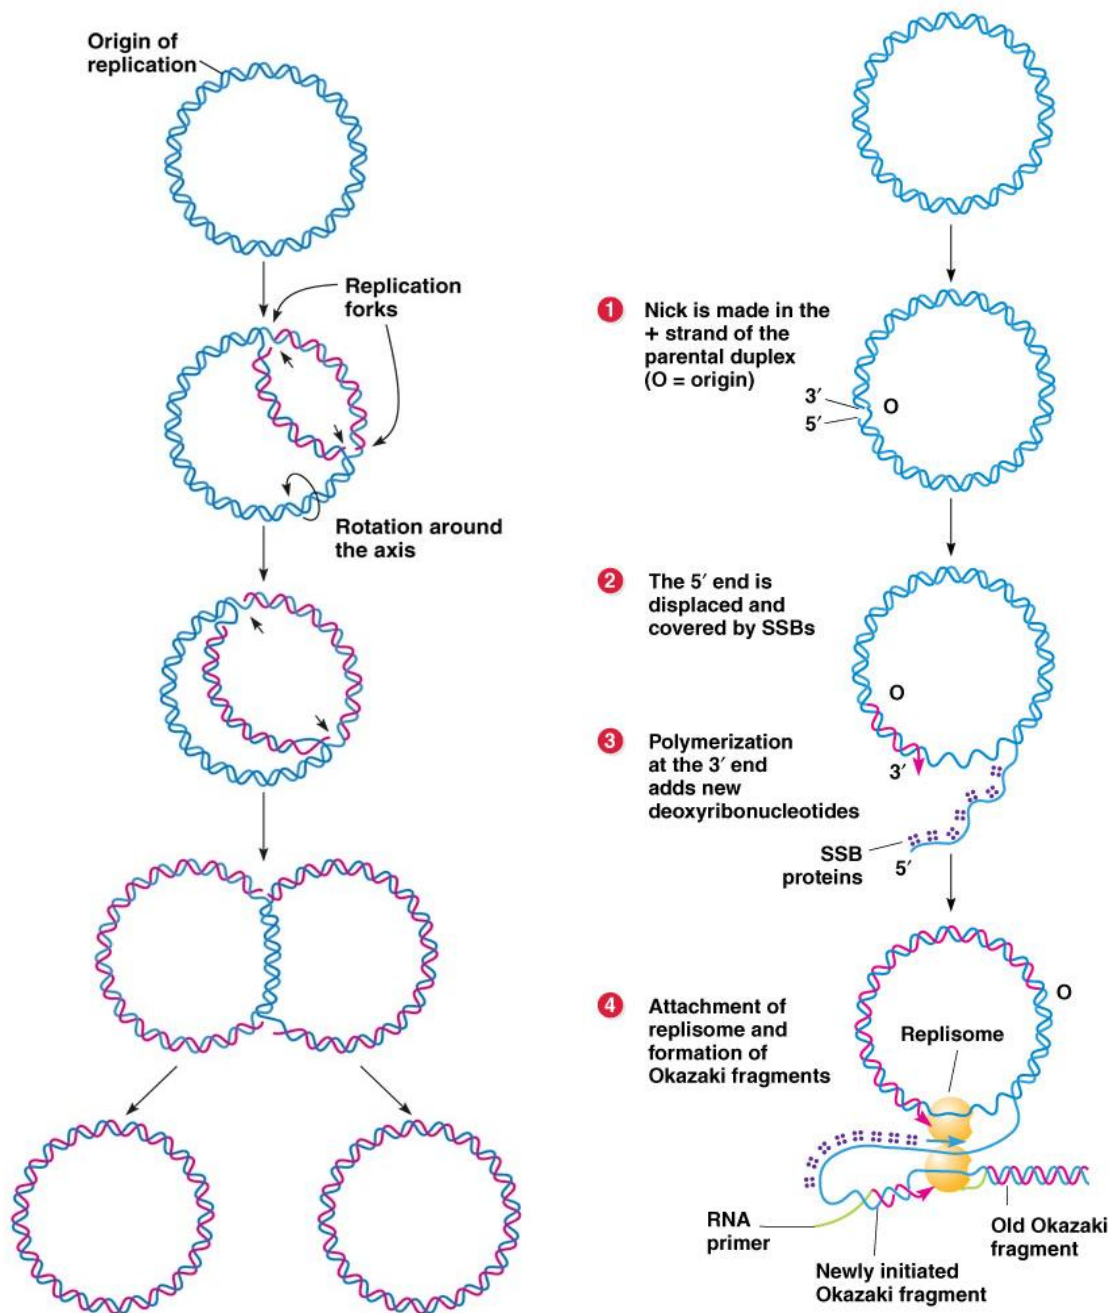 Origin of
replication
Replication
forks
Rotation around
the axis
1 Nick is made in the
+ strand of the
parental duplex
(O = origin)
3′
5′
O
2 The 5′ end is
displaced and
covered by SSBs
O
3 Polymerization
at the 3′ end
adds new
deoxyribonucleotides
3′
SSB
proteins
5′
4 Attachment of
replisome and
formation of
Okazaki fragments
O
Replisome
RNA
primer
Newly initiated
Okazaki fragment
Old Okazaki
fragment